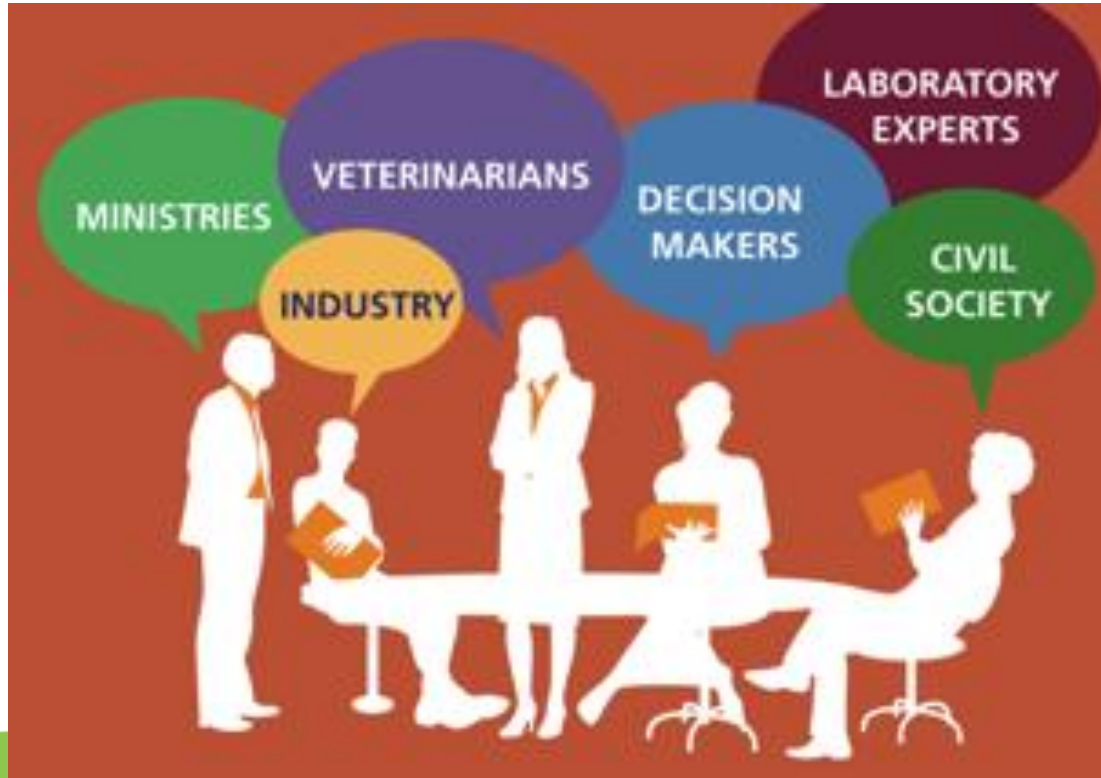 LABORATORY
EXPERTS
VETERINARIANS
MINISTRIES
DECISION
MAKERS
CIVIL
SOCIETY
INDUSTRY